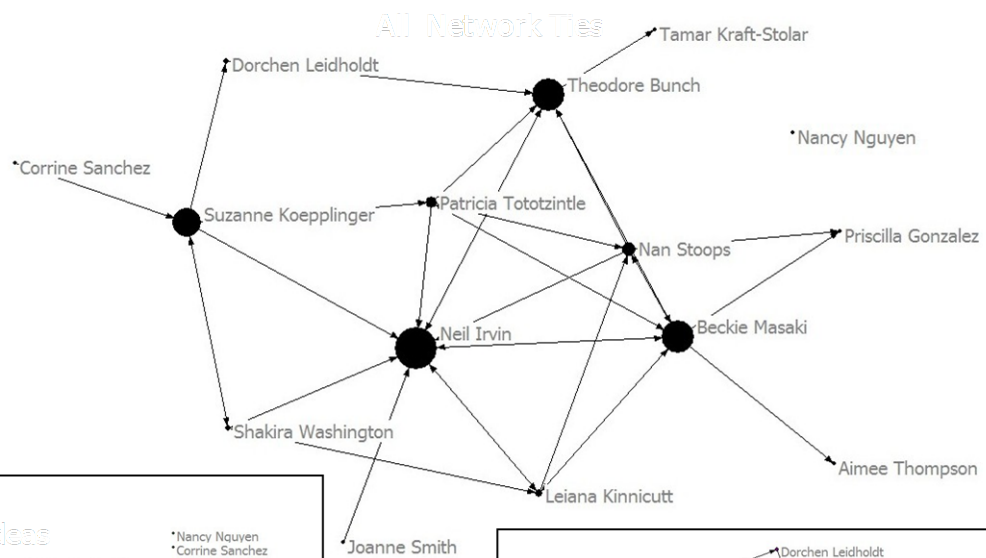 All Network Ties
Tamar Kraft-Stolar
Dorchen Leidholdt
Theodore Bunch
Nancy Nguyen
Corrine Sanchez
Patricia Tototzintle
Suzanne Koepplinger
Priscilla Gonzalez
Nan Stoops
Beckie Masaki
Neil Irvin
Shakira Washington
Aimee Thompson
Leiana Kinnicutt
Nancy Nguyen
Joanne Smith
Corrine Sanchez
Dorchen Leidholdt